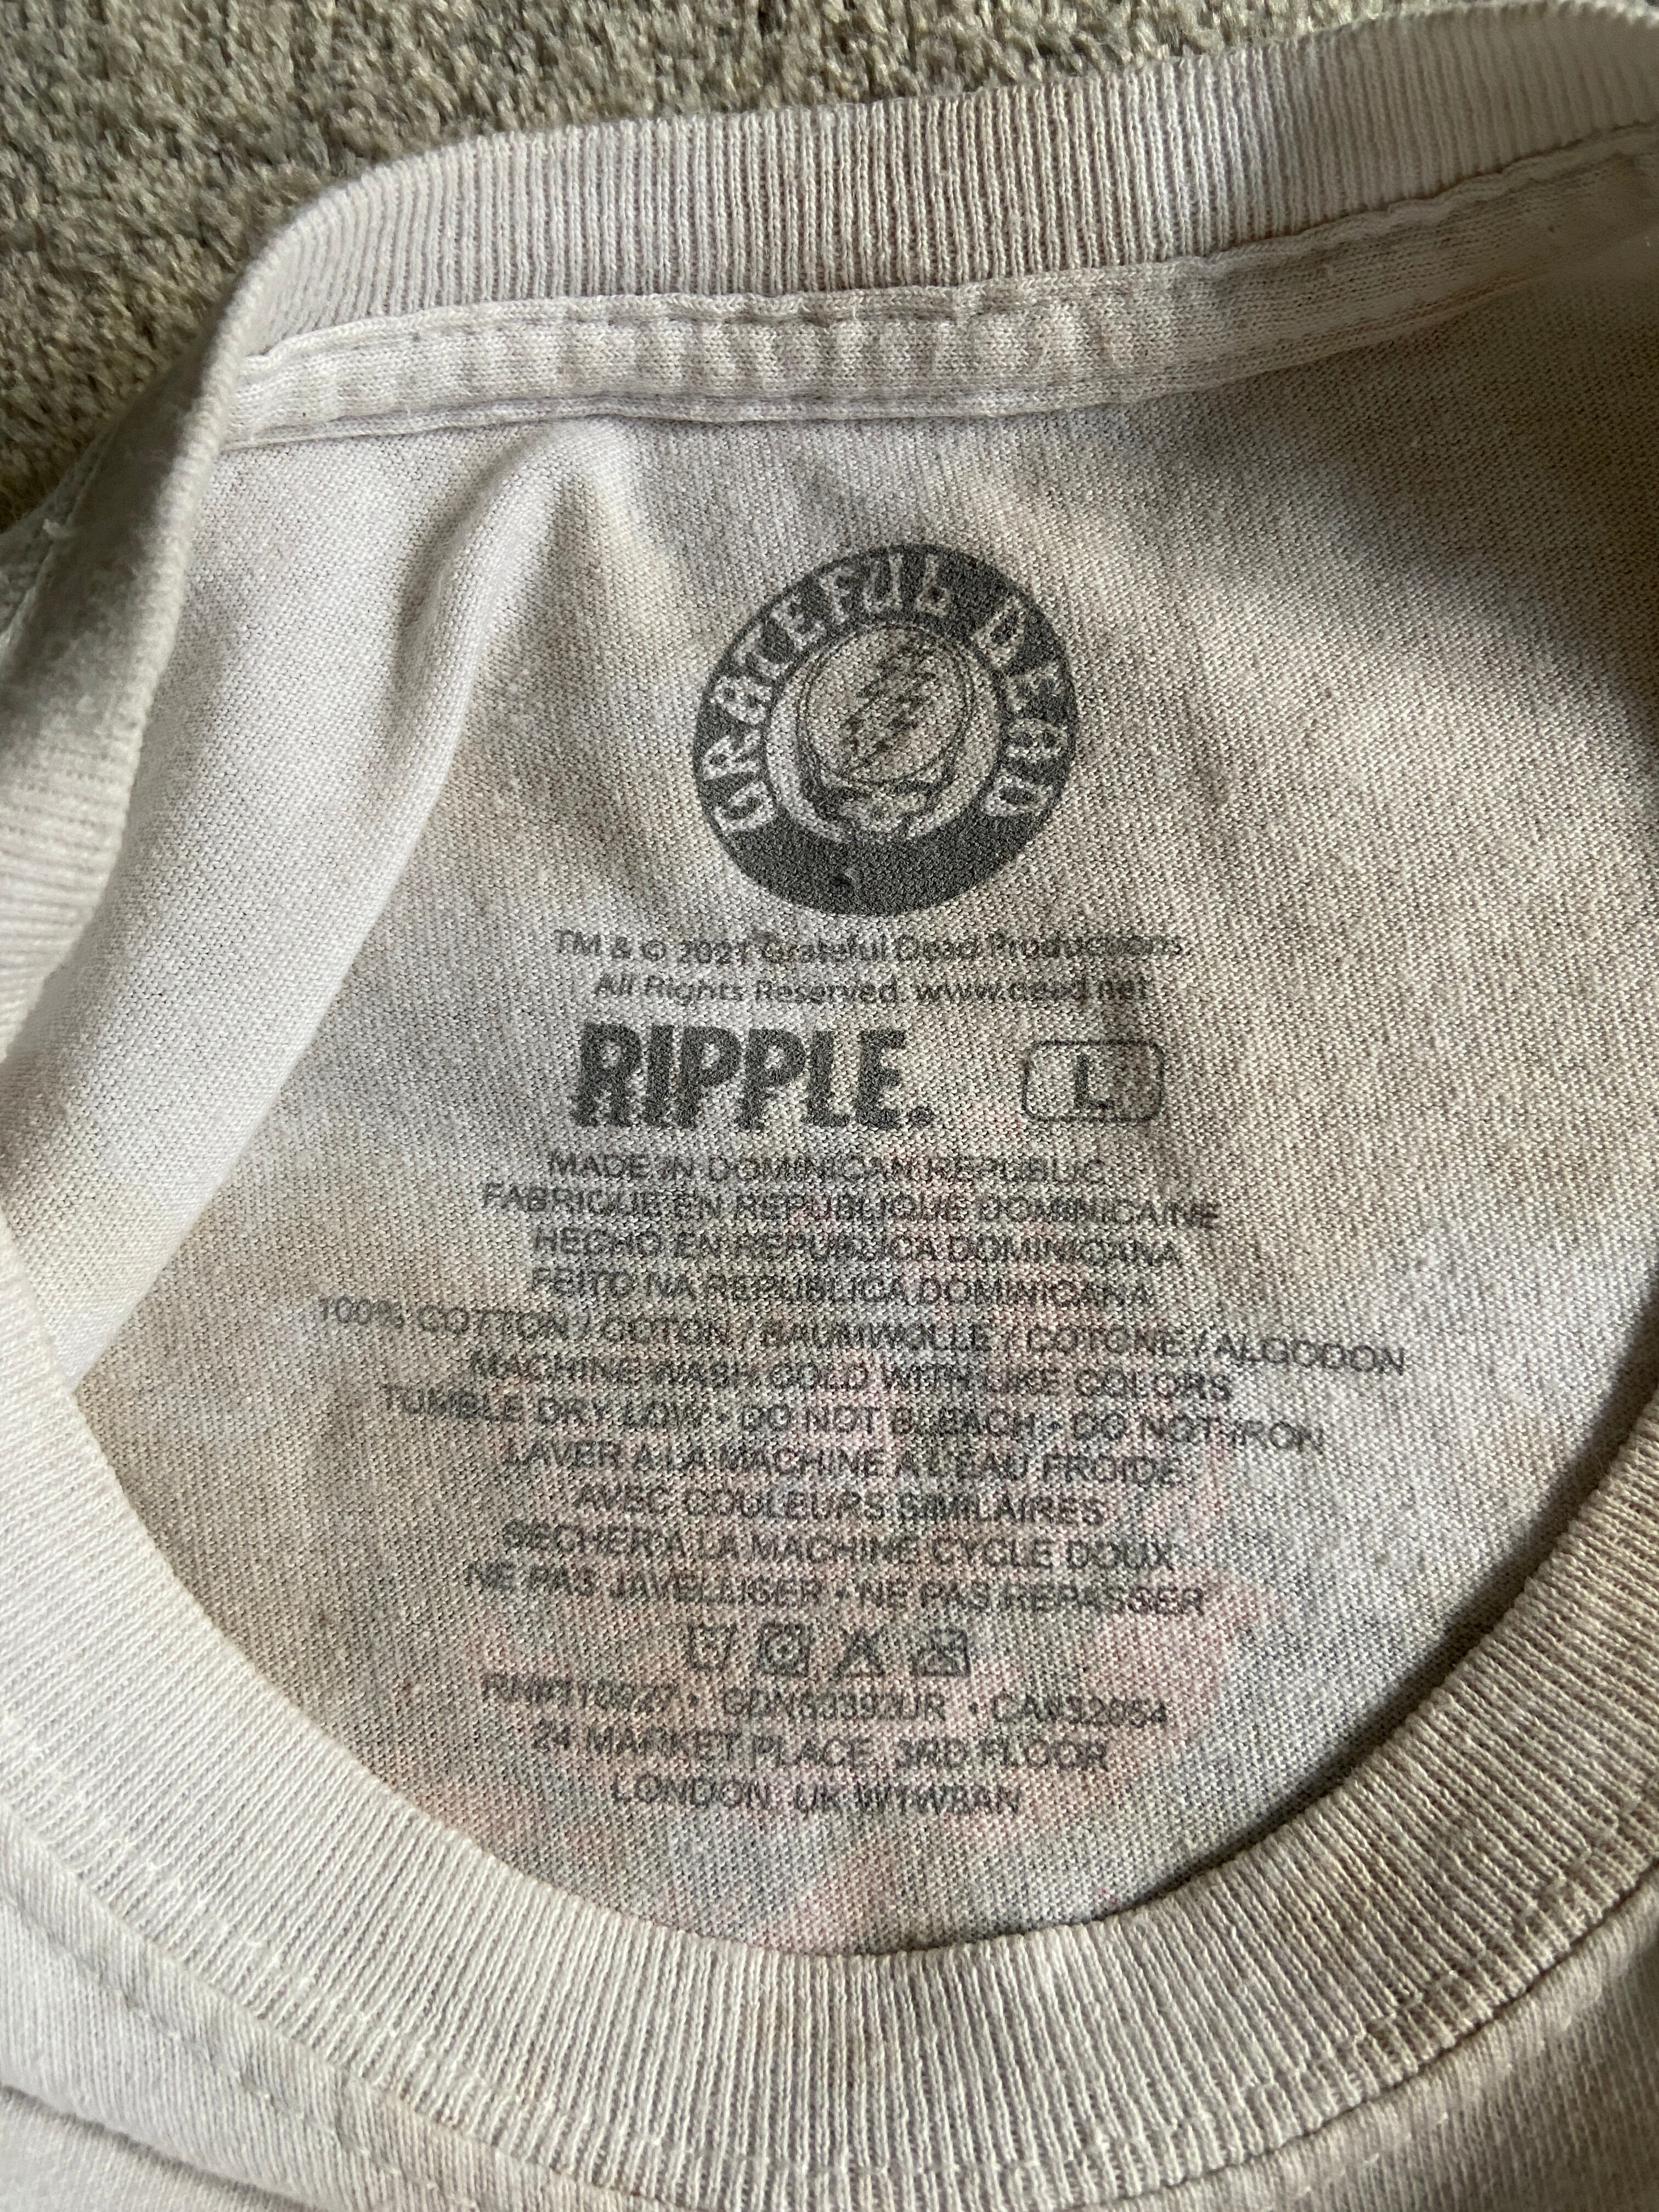 GRATEFUL DEAD
TM & © 2021 Grateful Dead Productions.
All Rights Reserved. www.dead.net
RIPPLE. L
MADE IN DOMINICAN REPUBLIC
FABRIQUE EN REPUBLIQUE DOMINICAINE
HECHO EN REPUBLICA DOMINICANA
FEITO NA REPUBLICA DOMINICANA
100% COTTON / COTON / BAUMWOLLE / COTONE / ALGODON
MACHINE WASH COLD WITH LIKE COLORS
TUMBLE DRY LOW • DO NOT BLEACH • DO NOT IRON
LAVER A LA MACHINE A L'EAU FROIDE
AVEC COULEURS SIMILAIRES
SECHER A LA MACHINE CYCLE DOUX
NE PAS JAVELLISER • NE PAS REPASSER
24 MARKET PLACE, 3RD FLOOR
LONDON, UK W1W8AN